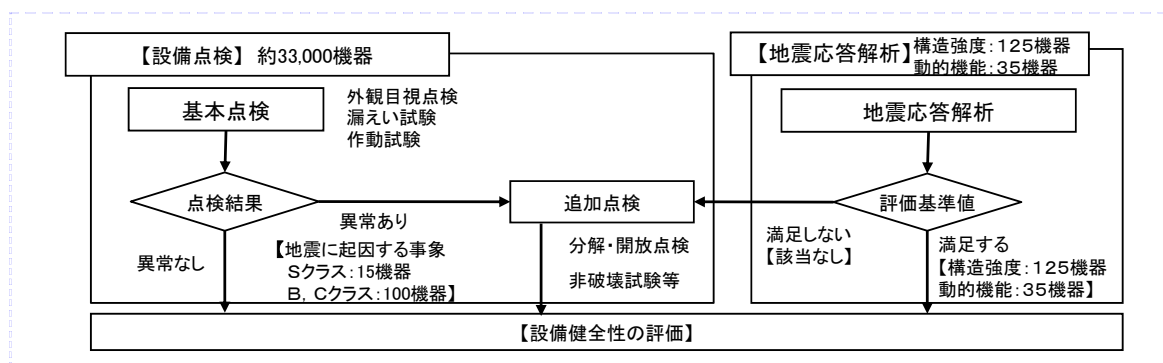 【設備点検】 約33,000機器
基本点検
外観目視点検
漏えい試験
作動試験
点検結果
異常なし
異常あり
【地震に起因する事象
Sクラス：15機器
B, Cクラス：100機器】
追加点検
分解・開放点検
非破壊試験等
【地震応答解析】
構造強度：125機器
動的機能：35機器
地震応答解析
評価基準値
満足しない
【該当なし】
満足する
【構造強度：125機器
動的機能：35機器】
【設備健全性の評価】